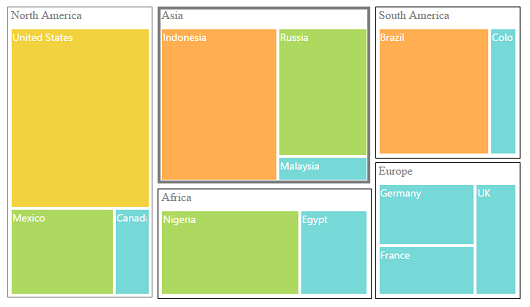 North America
United States
Mexico
Canad
Asia
Indonesia
Russia
Malaysia
Africa
Nigeria
Egypt
South America
Brazil
Colo
Europe
Germany
France
UK